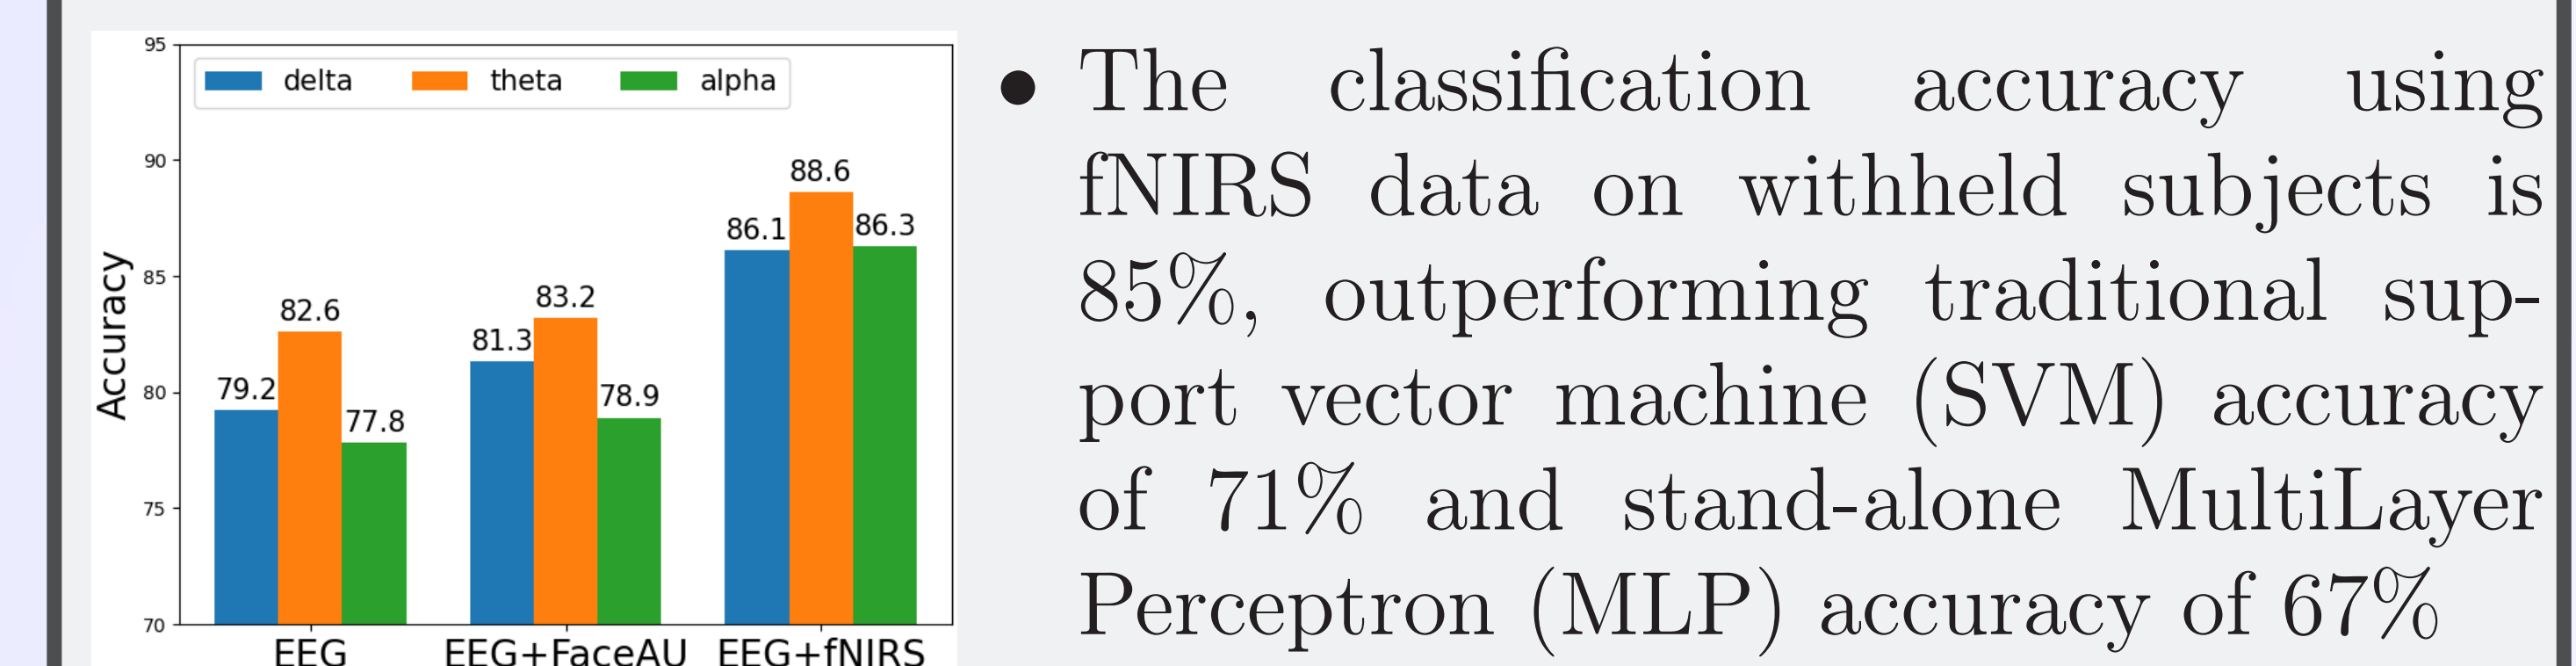 95
delta theta alpha
90
88.6
86.1
86.3
85
83.2
82.6
81.3
80
79.2
78.9
77.8
75
70
Accuracy
EEG EEG+FaceAU EEG+fNIRS
• The classification accuracy using
fNIRS data on withheld subjects is
85%, outperforming traditional sup-
port vector machine (SVM) accuracy
of 71% and stand-alone MultiLayer
Perceptron (MLP) accuracy of 67%